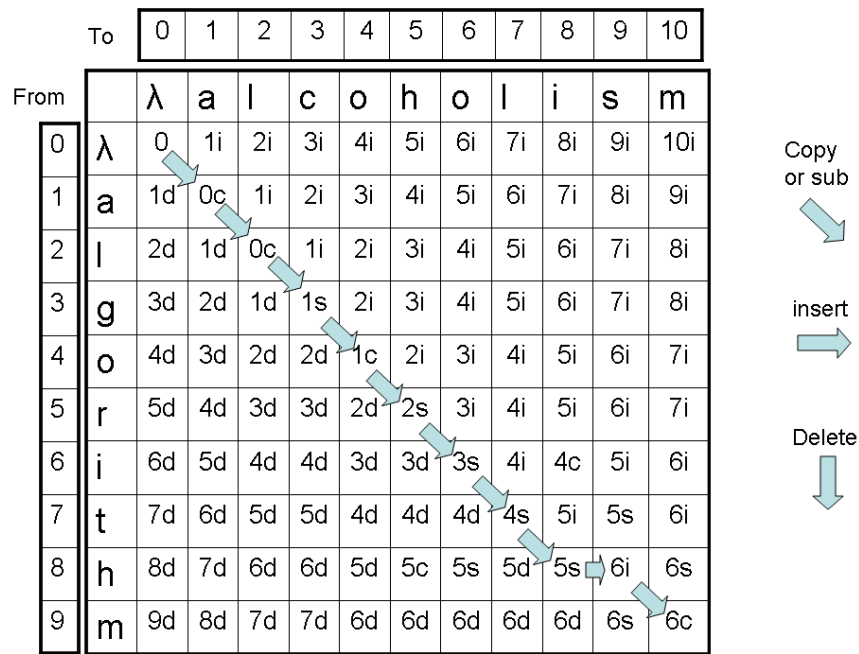 To 0 1 2 3 4 5 6 7 8 9 10
From λ a l c o h o l i s m
0 λ 0 1i 2i 3i 4i 5i 6i 7i 8i 9i 10i
1 a 1d 0c 1i 2i 3i 4i 5i 6i 7i 8i 9i
2 l 2d 1d 0c 1i 2i 3i 4i 5i 6i 7i 8i
3 g 3d 2d 1d 1s 2i 3i 4i 5i 6i 7i 8i
4 o 4d 3d 2d 2d 1c 2i 3i 4i 5i 6i 7i
5 r 5d 4d 3d 3d 2d 2s 3i 4i 5i 6i 7i
6 i 6d 5d 4d 4d 3d 3d 3s 4i 4c 5i 6i
7 t 7d 6d 5d 5d 4d 4d 4d 4s 5i 5s 6i
8 h 8d 7d 6d 6d 5d 5c 5s 5d 5s 6i 6s
9 m 9d 8d 7d 7d 6d 6d 6d 6d 6d 6s 6c
Copy
or sub
insert
Delete